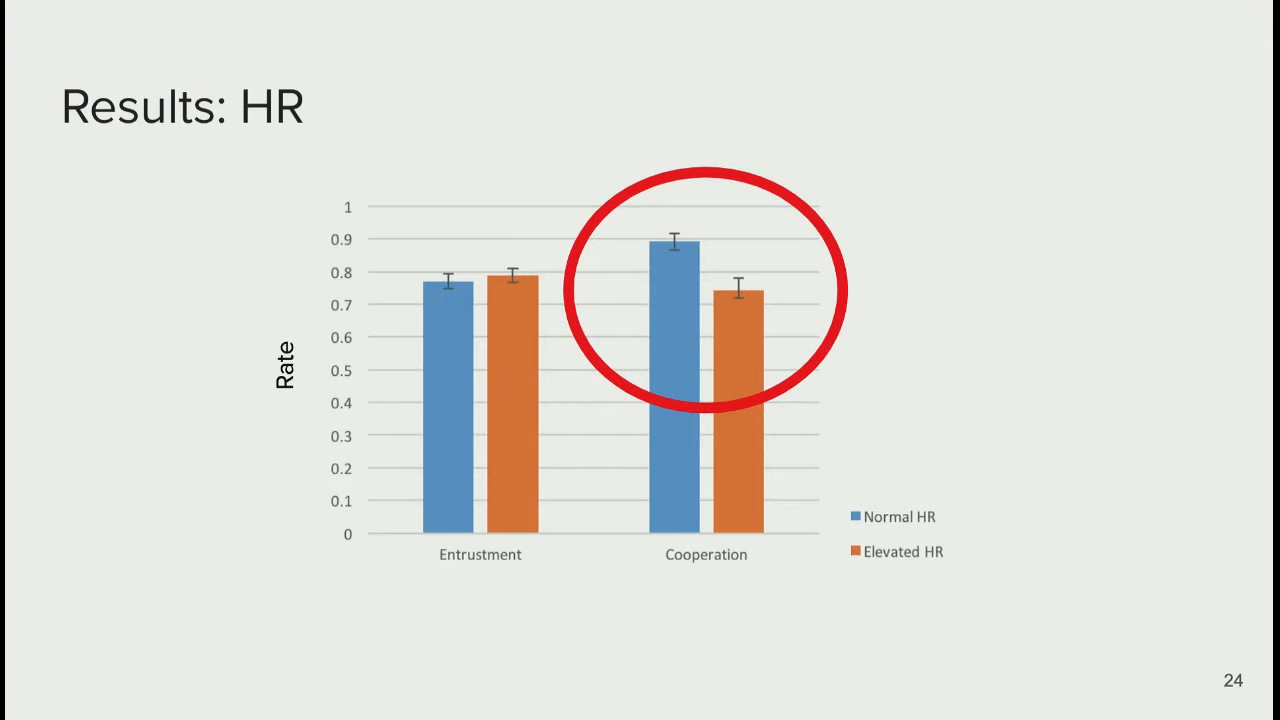 Results: HR
Rate
1
0.9
0.8
0.7
0.6
0.5
0.4
0.3
0.2
0.1
0
Entrustment
Cooperation
Normal HR
Elevated HR
24